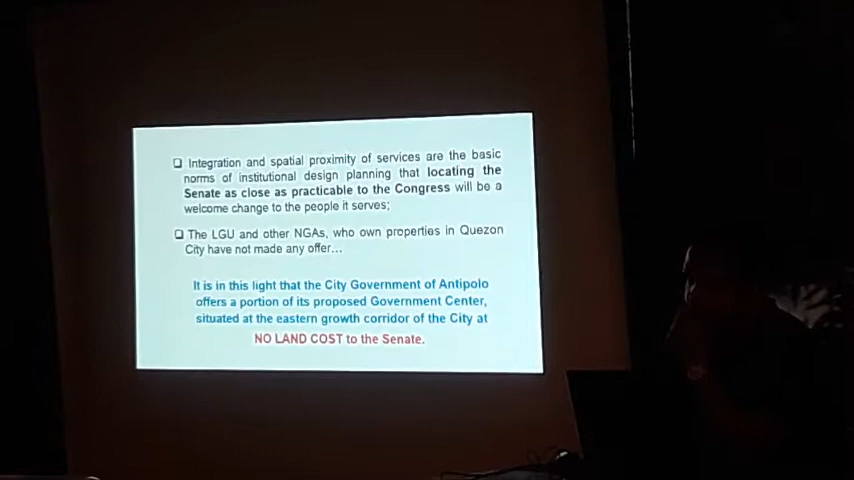 ❑ Integration and spatial proximity of services are the basic
norms of institutional design planning that locating the
Senate as close as practicable to the Congress will be a
welcome change to the people it serves;
❑ The LGU and other NGAs, who own properties in Quezon
City have not made any offer...
It is in this light that the City Government of Antipolo
offers a portion of its proposed Government Center,
situated at the eastern growth corridor of the City at
NO LAND COST to the Senate.